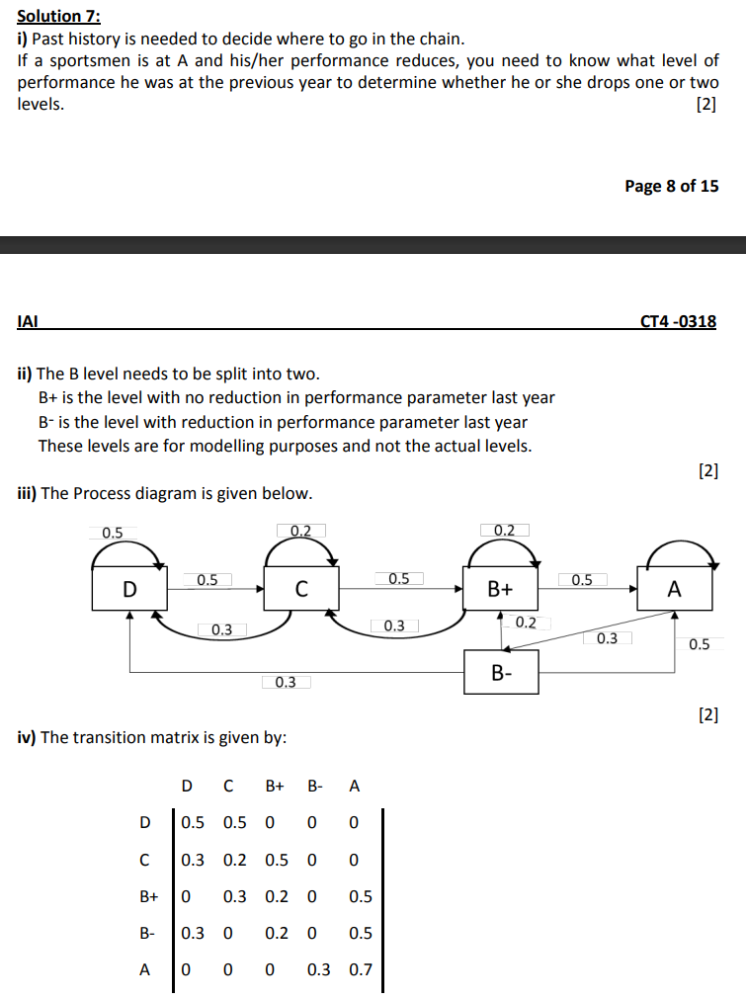 Solution 7:
i) Past history is needed to decide where to go in the chain.
If a sportsmen is at A and his/her performance reduces, you need to know what level of
performance he was at the previous year to determine whether he or she drops one or two
levels. [2]
Page 8 of 15
IAI CT4 -0318
ii) The B level needs to be split into two.
B+ is the level with no reduction in performance parameter last year
B- is the level with reduction in performance parameter last year
These levels are for modelling purposes and not the actual levels.
[2]
iii) The Process diagram is given below.
0.5 0.2 0.2
D 0.5 C 0.5 B+ 0.5 A
0.3 0.3 0.2 0.3 0.5
B-
0.3
[2]
iv) The transition matrix is given by:
D C B+ B- A
D 0.5 0.5 0 0 0
C 0.3 0.2 0.5 0 0
B+ 0 0.3 0.2 0 0.5
B- 0.3 0 0.2 0 0.5
A 0 0 0 0.3 0.7